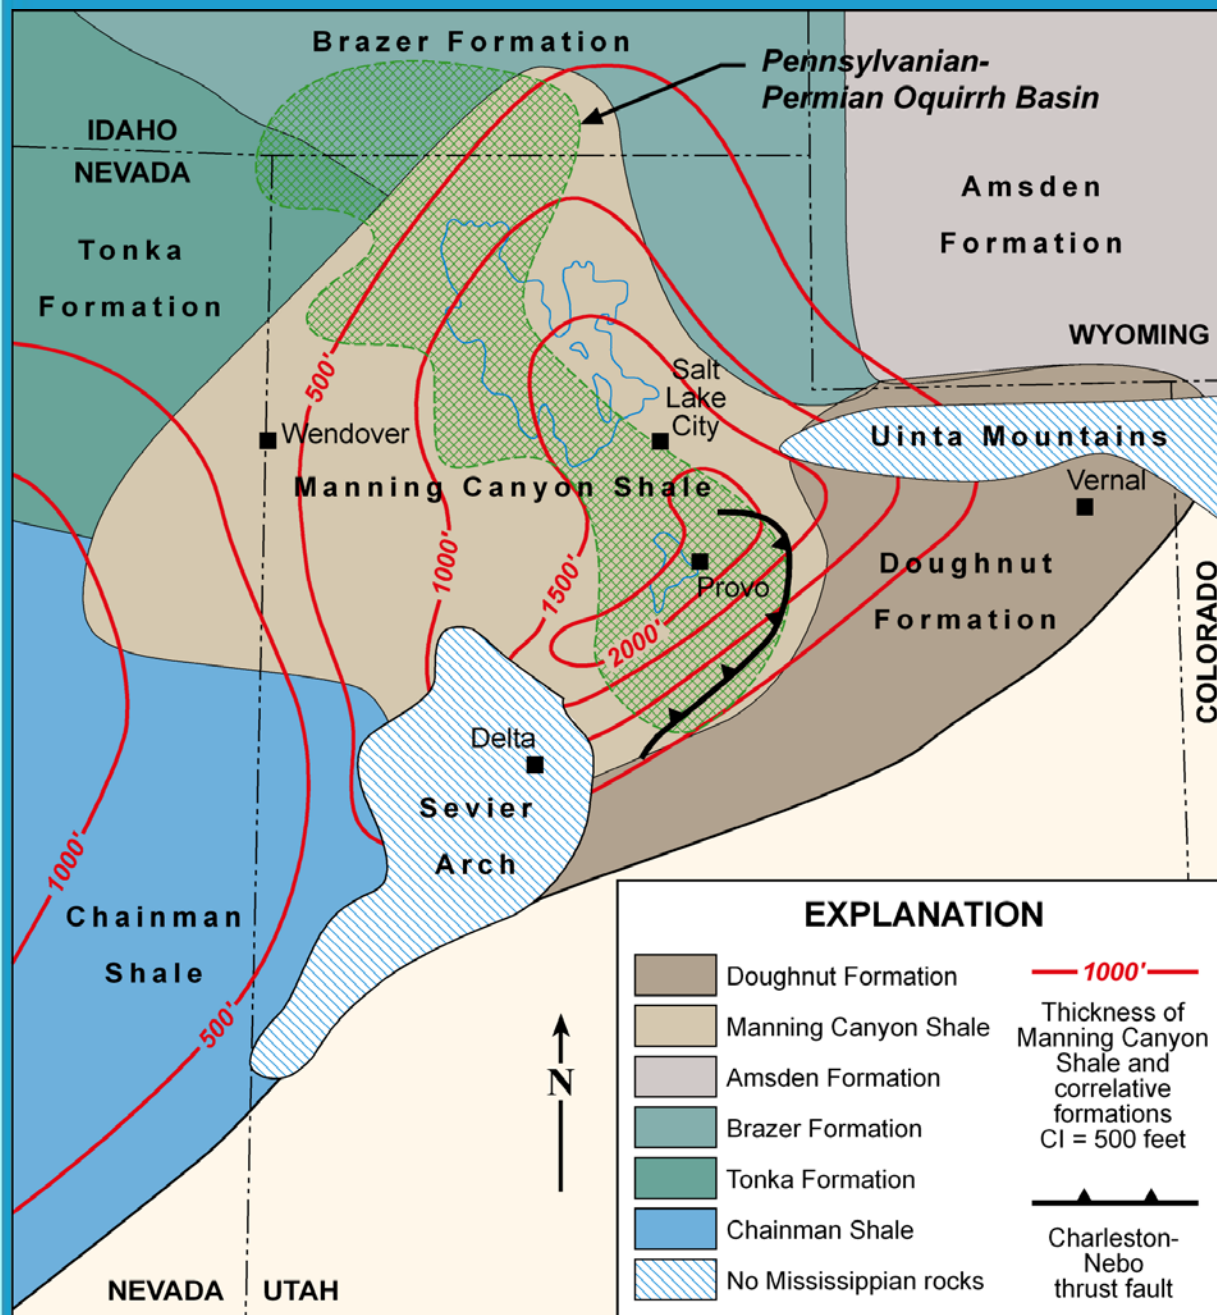 Brazer Formation
Pennsylvanian-
Permian Oquirrh Basin
IDAHO
NEVADA
Amsden
Formation
Tonka
Formation
WYOMING
500'
Salt
Lake
City
Wendover
Uinta Mountains
Manning Canyon Shale
Vernal
1000'
1500'
Provo
Doughnut
Formation
2000'
COLORADO
Delta
Sevier
Arch
1000'
Chainman
Shale
500'
N
EXPLANATION
Doughnut Formation
Manning Canyon Shale
Amsden Formation
Brazer Formation
Tonka Formation
Chainman Shale
No Mississippian rocks
1000'
Thickness of
Manning Canyon
Shale and
correlative
formations
CI = 500 feet
Charleston-
Nebo
thrust fault
NEVADA UTAH